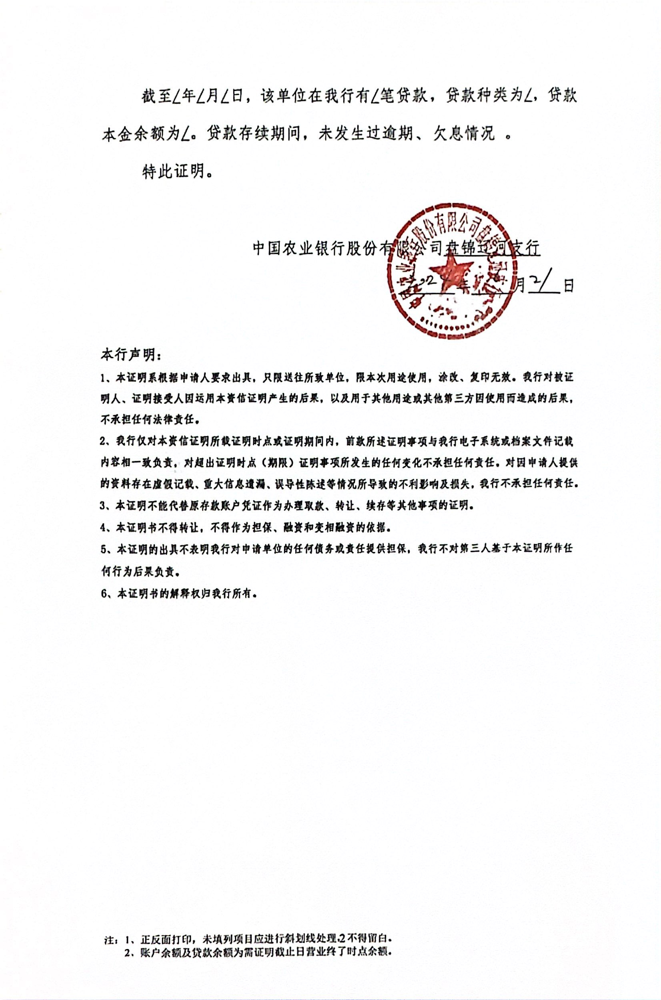 截至/年/月/日，该单位在我行有/笔贷款，贷款种类为/，贷款
本金余额为/。贷款存续期间，未发生过逾期、欠息情况 。
特此证明。
中国农业银行股份有限公司盘锦辽河支行
年 月 21 日
股份有限公司盘锦
本行声明：
1、本证明系根据申请人要求出具，只限送往所致单位，限本次用途使用，涂改、复印无效。我行对被证
明人、证明接受人因运用本资信证明产生的后果，以及用于其他用途或其他第三方因使用而造成的后果，
不承担任何法律责任。
2、我行仅对本资信证明所载证明时点或证明期间内，前款所述证明事项与我行电子系统或档案文件记载
内容相一致负责，对超出证明时点（期限）证明事项所发生的任何变化不承担任何责任。对因申请人提供
的资料存在虚假记载、重大信息遗漏、误导性陈述等情况所导致的不利影响及损失，我行不承担任何责任。
3、本证明不能代替原存款账户凭证作为办理取款、转让、续存等其他事项的证明。
4、本证明书不得转让，不得作为担保、融资和变相融资的依据。
5、本证明的出具不表明我行对申请单位的任何债务或责任提供担保，我行不对第三人基于本证明所作任
何行为后果负责。
6、本证明书的解释权归我行所有。
注：1、正反面打印，未填列项目应进行斜划线处理,2不得留白。
2、账户余额及贷款余额为需证明截止日营业终了时点余额。